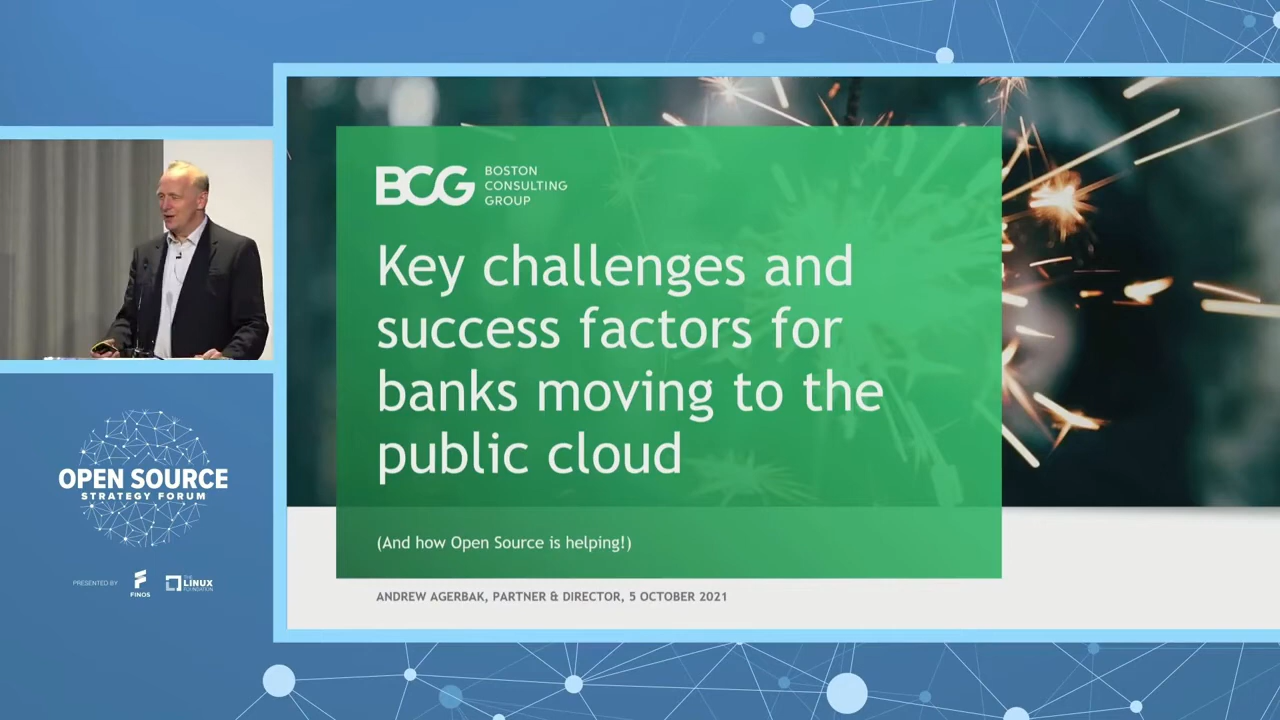 BCG
BOSTON
CONSULTING
GROUP
Key challenges and
success factors for
banks moving to the
public cloud
(And how Open Source is helping!)
ANDREW AGERBAK, PARTNER & DIRECTOR, 5 OCTOBER 2021
OPEN SOURCE
STRATEGY FORUM
PRESENTED BY
FINOS
THE
LINUX
FOUNDATION